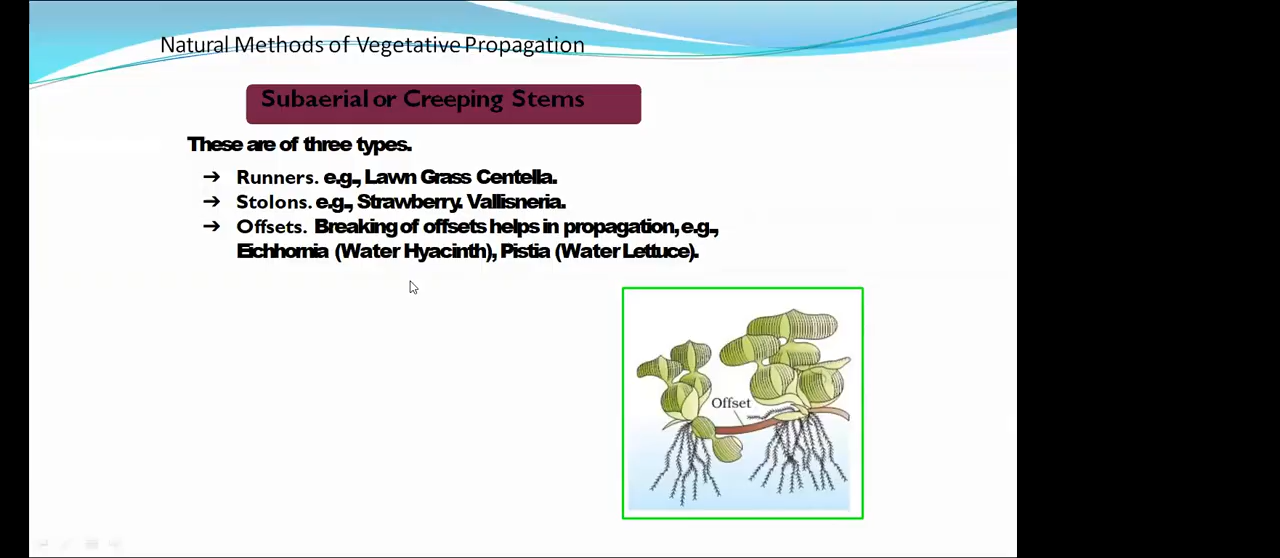 Natural Methods of Vegetative Propagation
Subaerial or Creeping Stems
These are of three types.
➔ Runners. e.g., Lawn Grass Centella.
➔ Stolons. e.g., Strawberry. Vallisneria.
➔ Offsets. Breaking of offsets helps in propagation, e.g.,
Eichhornia (Water Hyacinth), Pistia (Water Lettuce).
Offset